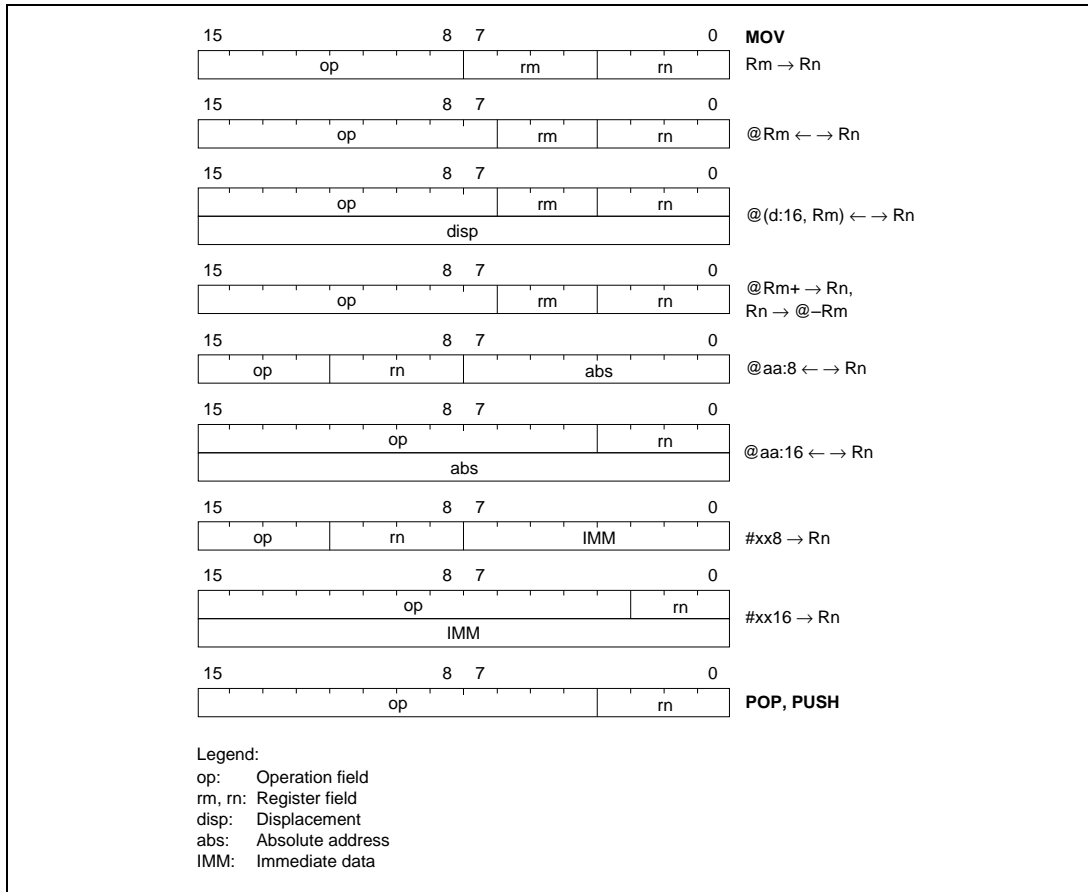 15 8 7 0 MOV
op rm rn Rm → Rn
15 8 7 0
op rm rn @Rm ← → Rn
15 8 7 0
op rm rn
disp
@(d:16, Rm) ← → Rn
15 8 7 0
op rm rn
@Rm+ → Rn,
Rn → @−Rm
15 8 7 0
op rn abs @aa:8 ← → Rn
15 8 7 0
op rn
abs
@aa:16 ← → Rn
15 8 7 0
op rn IMM #xx8 → Rn
15 8 7 0
op rn
IMM
#xx16 → Rn
15 8 7 0
op rn POP, PUSH
Legend:
op: Operation field
rm, rn: Register field
disp: Displacement
abs: Absolute address
IMM: Immediate data